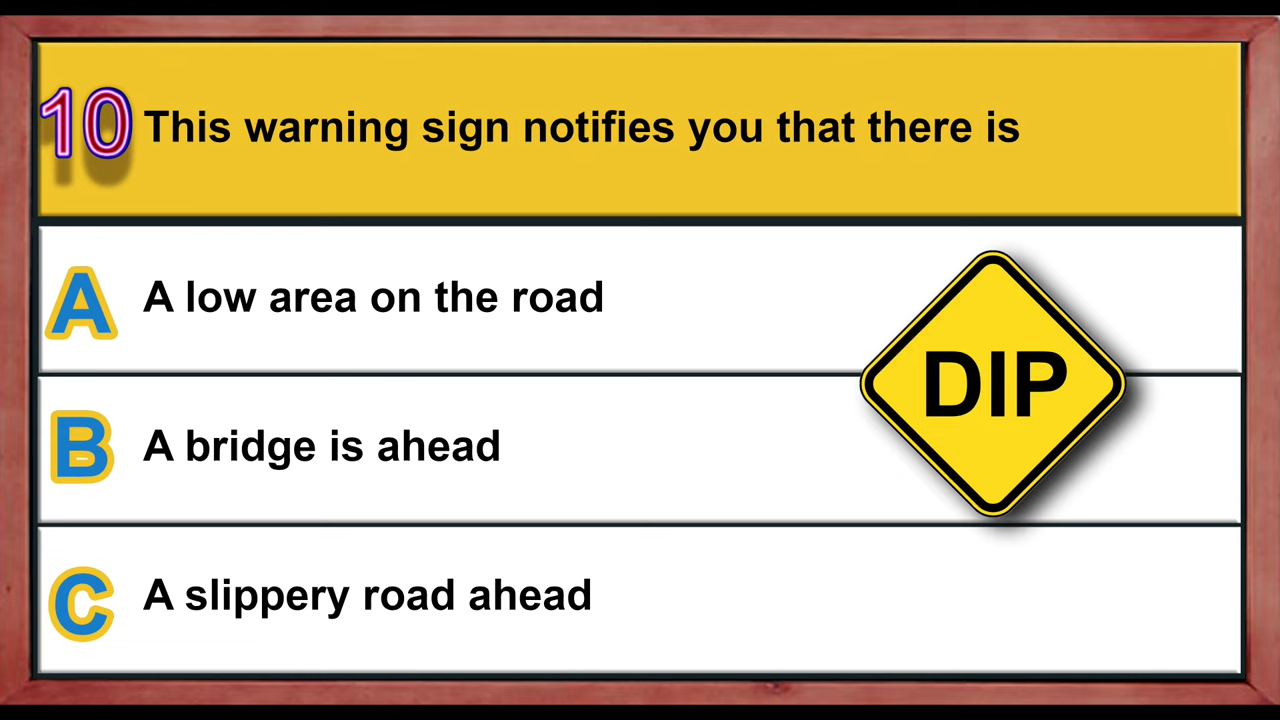 10 This warning sign notifies you that there is
A A low area on the road
DIP
B A bridge is ahead
C A slippery road ahead